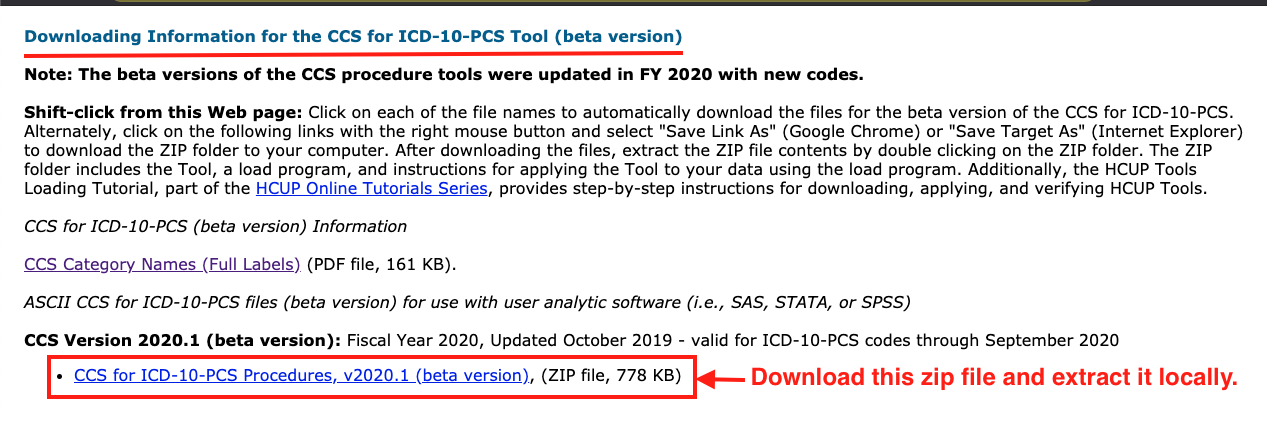 Downloading Information for the CCS for ICD-10-PCS Tool (beta version)
Note: The beta versions of the CCS procedure tools were updated in FY 2020 with new codes.
Shift-click from this Web page: Click on each of the file names to automatically download the files for the beta version of the CCS for ICD-10-PCS.
Alternately, click on the following links with the right mouse button and select "Save Link As" (Google Chrome) or "Save Target As" (Internet Explorer)
to download the ZIP folder to your computer. After downloading the files, extract the ZIP file contents by double clicking on the ZIP folder. The ZIP
folder includes the Tool, a load program, and instructions for applying the Tool to your data using the load program. Additionally, the HCUP Tools
Loading Tutorial, part of the HCUP Online Tutorials Series, provides step-by-step instructions for downloading, applying, and verifying HCUP Tools.
CCS for ICD-10-PCS (beta version) Information
CCS Category Names (Full Labels) (PDF file, 161 KB).
ASCII CCS for ICD-10-PCS files (beta version) for use with user analytic software (i.e., SAS, STATA, or SPSS)
CCS Version 2020.1 (beta version): Fiscal Year 2020, Updated October 2019 - valid for ICD-10-PCS codes through September 2020
• CCS for ICD-10-PCS Procedures, v2020.1 (beta version), (ZIP file, 778 KB)
Download this zip file and extract it locally.